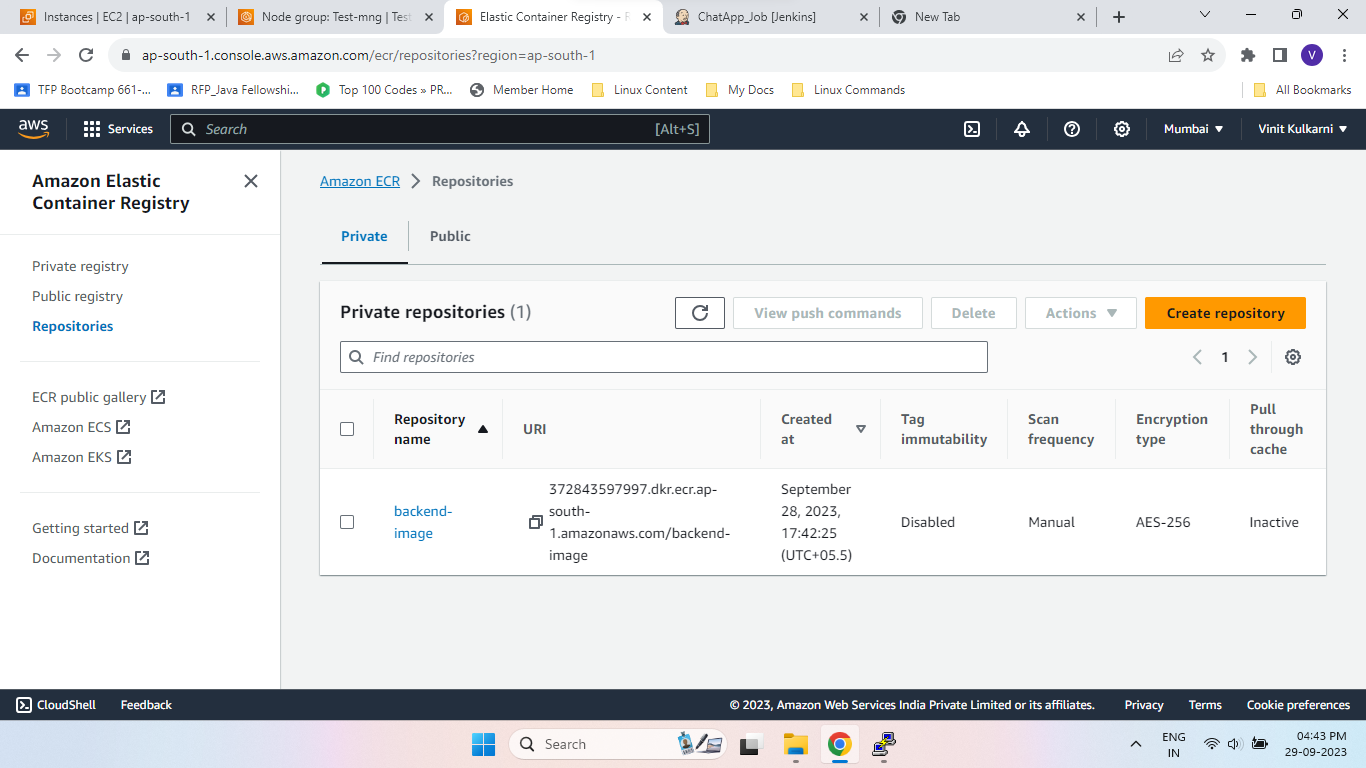 Instances | EC2 | ap-south-1
Node group: Test-mng | Test
Elastic Container Registry -
ChatApp_Job [Jenkins]
New Tab
ap-south-1.console.aws.amazon.com/ecr/repositories?region=ap-south-1
V
TFP Bootcamp 661-...
RFP_Java Fellowshi...
Top 100 Codes » PR...
Member Home
Linux Content
My Docs
Linux Commands
All Bookmarks
aws
Services
Search
[Alt+S]
Mumbai
Vinit Kulkarni
Amazon Elastic
Container Registry
Private registry
Public registry
Repositories
ECR public gallery
Amazon ECS
Amazon EKS
Getting started
Documentation
Amazon ECR
Repositories
Private
Public
Private repositories (1)
View push commands
Delete
Actions
Create repository
Find repositories
1
Repository
name
URI
Created
at
Tag
immutability
Scan
frequency
Encryption
type
Pull
through
cache
backend-
image
372843597997.dkr.ecr.ap-
south-
1.amazonaws.com/backend-
image
September
28, 2023,
17:42:25
(UTC+05.5)
Disabled
Manual
AES-256
Inactive
CloudShell
Feedback
© 2023, Amazon Web Services India Private Limited or its affiliates.
Privacy
Terms
Cookie preferences
Search
ENG
IN
04:43 PM
29-09-2023